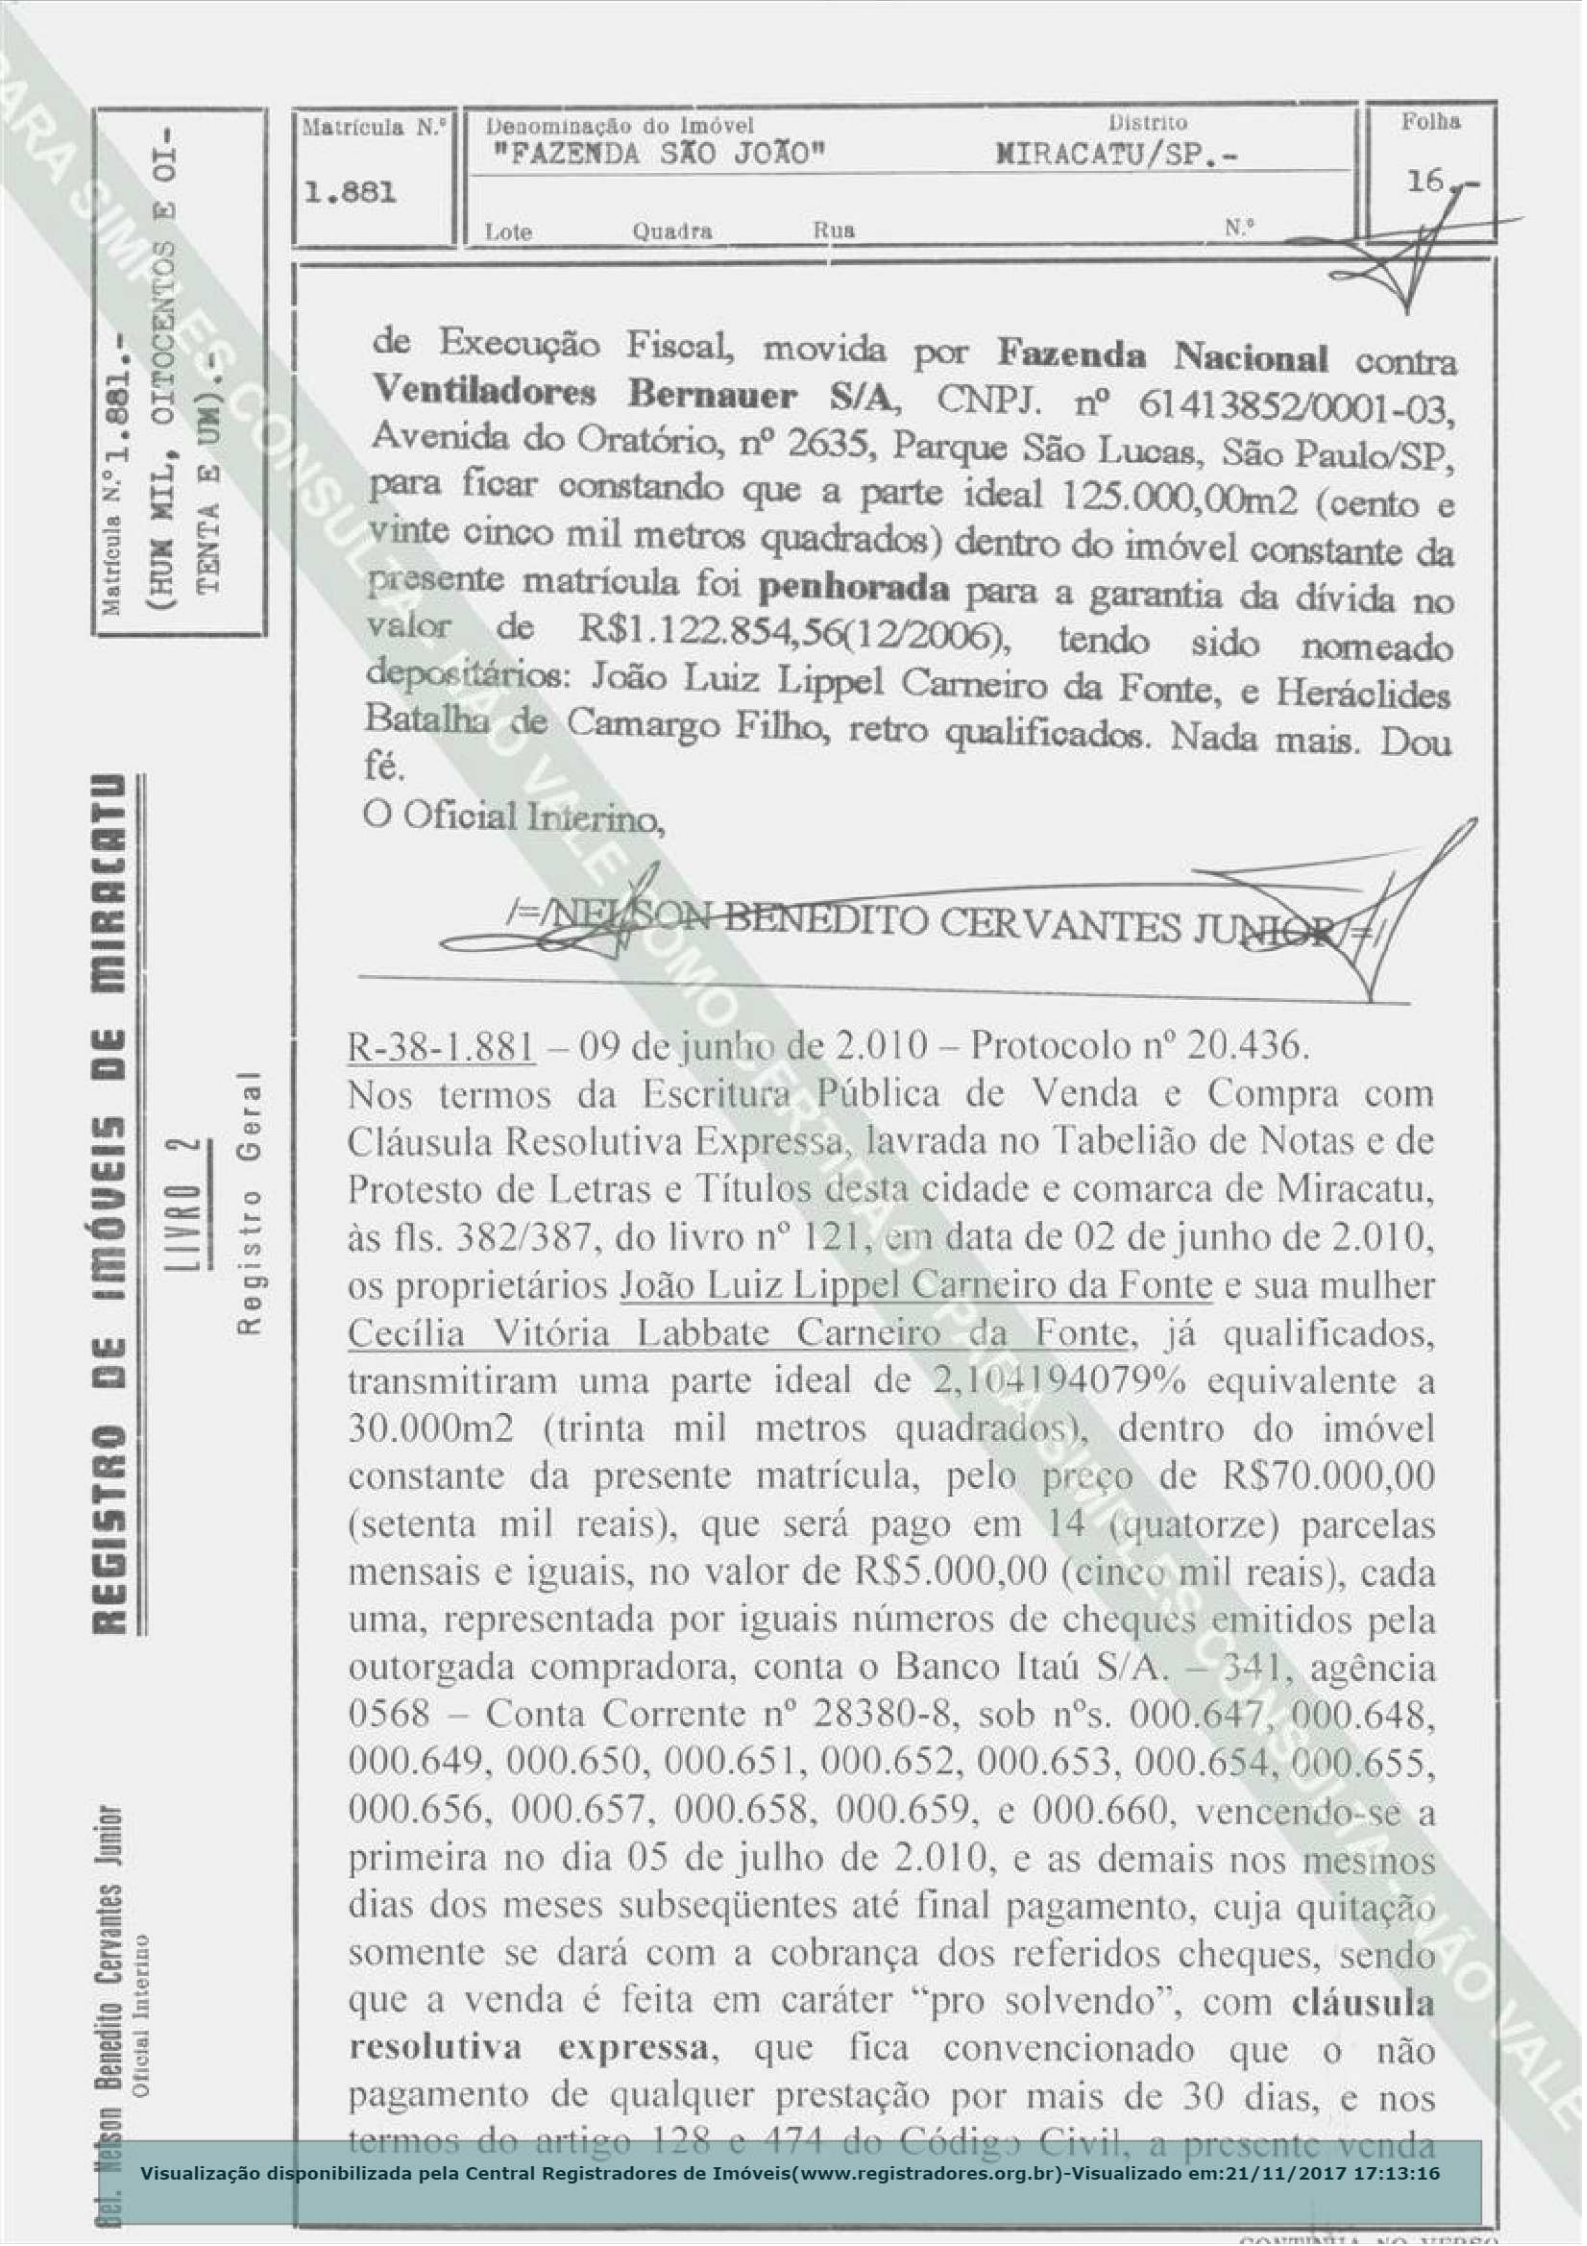 Matrícula N.º
1.881
Denominação do Imóvel
"FAZENDA SÃO JOÃO"
Distrito
MIRACATU/SP.-
Lote Quadra Rua N.º
Folha
16.-
Matrícula N.º 1.881.-
(HUM MIL, OITOCENTOS E OI-
TENTA E UM).-
REGISTRO DE IMÓVEIS DE MIRACATU
LIVRO 2
Registro Geral
Bel. Nelson Benedito Cervantes Junior
Oficial Interino
de Execução Fiscal, movida por Fazenda Nacional contra
Ventiladores Bernauer S/A, CNPJ. nº 61413852/0001-03,
Avenida do Oratório, nº 2635, Parque São Lucas, São Paulo/SP,
para ficar constando que a parte ideal 125.000,00m2 (cento e
vinte cinco mil metros quadrados) dentro do imóvel constante da
presente matrícula foi penhorada para a garantia da dívida no
valor de R$1.122.854,56(12/2006), tendo sido nomeado
depositários: João Luiz Lippel Carneiro da Fonte, e Heráclides
Batalha de Camargo Filho, retro qualificados. Nada mais. Dou
fé.
O Oficial Interino,
/=/NELSON BENEDITO CERVANTES JUNIOR/=/
R-38-1.881 – 09 de junho de 2.010 – Protocolo nº 20.436.
Nos termos da Escritura Pública de Venda e Compra com
Cláusula Resolutiva Expressa, lavrada no Tabelião de Notas e de
Protesto de Letras e Títulos desta cidade e comarca de Miracatu,
às fls. 382/387, do livro nº 121, em data de 02 de junho de 2.010,
os proprietários João Luiz Lippel Carneiro da Fonte e sua mulher
Cecília Vitória Labbate Carneiro da Fonte, já qualificados,
transmitiram uma parte ideal de 2,104194079% equivalente a
30.000m2 (trinta mil metros quadrados), dentro do imóvel
constante da presente matrícula, pelo preço de R$70.000,00
(setenta mil reais), que será pago em 14 (quatorze) parcelas
mensais e iguais, no valor de R$5.000,00 (cinco mil reais), cada
uma, representada por iguais números de cheques emitidos pela
outorgada compradora, conta o Banco Itaú S/A. – 341, agência
0568 – Conta Corrente nº 28380-8, sob nºs. 000.647, 000.648,
000.649, 000.650, 000.651, 000.652, 000.653, 000.654, 000.655,
000.656, 000.657, 000.658, 000.659, e 000.660, vencendo-se a
primeira no dia 05 de julho de 2.010, e as demais nos mesmos
dias dos meses subseqüentes até final pagamento, cuja quitação
somente se dará com a cobrança dos referidos cheques, sendo
que a venda é feita em caráter “pro solvendo”, com cláusula
resolutiva expressa, que fica convencionado que o não
pagamento de qualquer prestação por mais de 30 dias, e nos
termos do artigo 128 e 474 do Código Civil, a presente venda
Visualização disponibilizada pela Central Registradores de Imóveis(www.registradores.org.br)-Visualizado em:21/11/2017 17:13:16
CONTINUA NO VERSO
PARA SIMPLES CONSULTA - NÃO VALE COMO CERTIDÃO - PARA SIMPLES CONSULTA - NÃO VALE